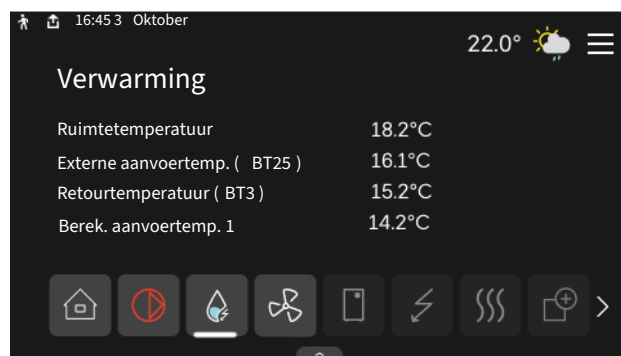 16:45 3 Oktober
22.0°
Verwarming
Ruimtetemperatuur 18.2°C
Externe aanvoertemp. ( BT25 ) 16.1°C
Retourtemperatuur ( BT3 ) 15.2°C
Berek. aanvoertemp. 1 14.2°C